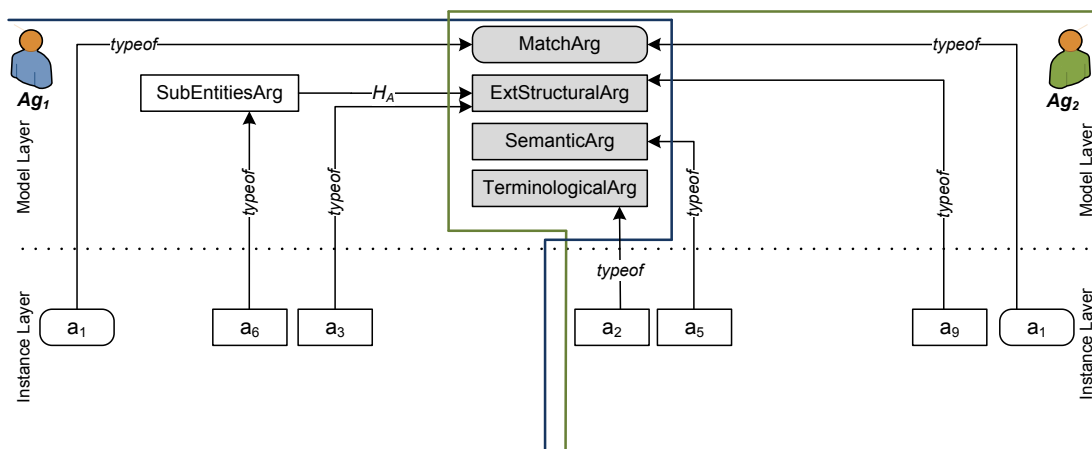 typeof
MatchArg
typeof
Ag1
SubEntitiesArg
HA
ExtStructuralArg
Ag2
SemanticArg
TerminologicalArg
Model Layer
typeof
typeof
typeof
typeof
Model Layer
typeof
Instance Layer
a1
a6
a3
a2
a5
a9
a1
Instance Layer